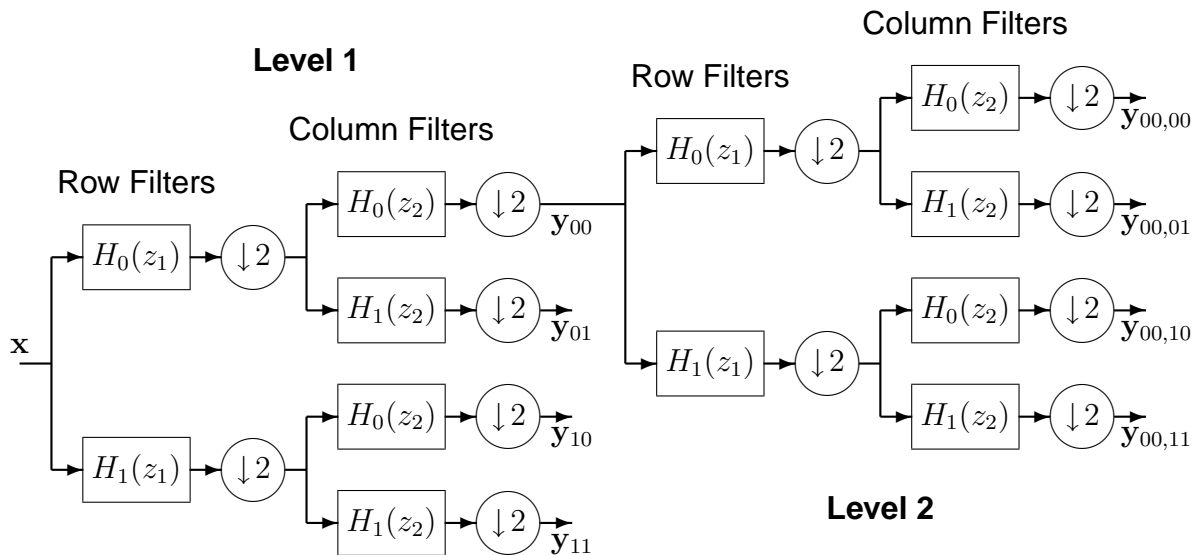 Level 1
Row Filters
Column Filters
x
H₀(z₁)
↓2
H₀(z₂)
↓2
y₀₀
H₁(z₂)
↓2
y₀₁
H₁(z₁)
↓2
H₀(z₂)
↓2
y₁₀
H₁(z₂)
↓2
y₁₁
Row Filters
Column Filters
H₀(z₁)
↓2
H₀(z₂)
↓2
y₀₀,₀₀
H₁(z₂)
↓2
y₀₀,₀₁
H₁(z₁)
↓2
H₀(z₂)
↓2
y₀₀,₁₀
H₁(z₂)
↓2
y₀₀,₁₁
Level 2